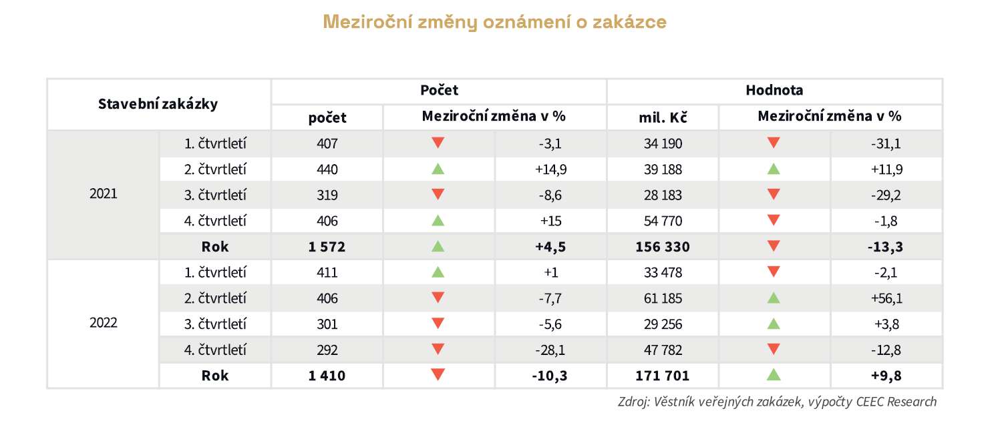 Meziroční změny oznámení o zakázce
Stavební zakázky Počet Hodnota
počet Meziroční změna v % mil. Kč Meziroční změna v %
2021 1. čtvrtletí 407 ▼ -3,1 34 190 ▼ -31,1
2. čtvrtletí 440 ▲ +14,9 39 188 ▲ +11,9
3. čtvrtletí 319 ▼ -8,6 28 183 ▼ -29,2
4. čtvrtletí 406 ▲ +15 54 770 ▼ -1,8
Rok 1 572 ▲ +4,5 156 330 ▼ -13,3
2022 1. čtvrtletí 411 ▲ +1 33 478 ▼ -2,1
2. čtvrtletí 406 ▼ -7,7 61 185 ▲ +56,1
3. čtvrtletí 301 ▼ -5,6 29 256 ▲ +3,8
4. čtvrtletí 292 ▼ -28,1 47 782 ▼ -12,8
Rok 1 410 ▼ -10,3 171 701 ▲ +9,8
Zdroj: Věstník veřejných zakázek, výpočty CEEC Research